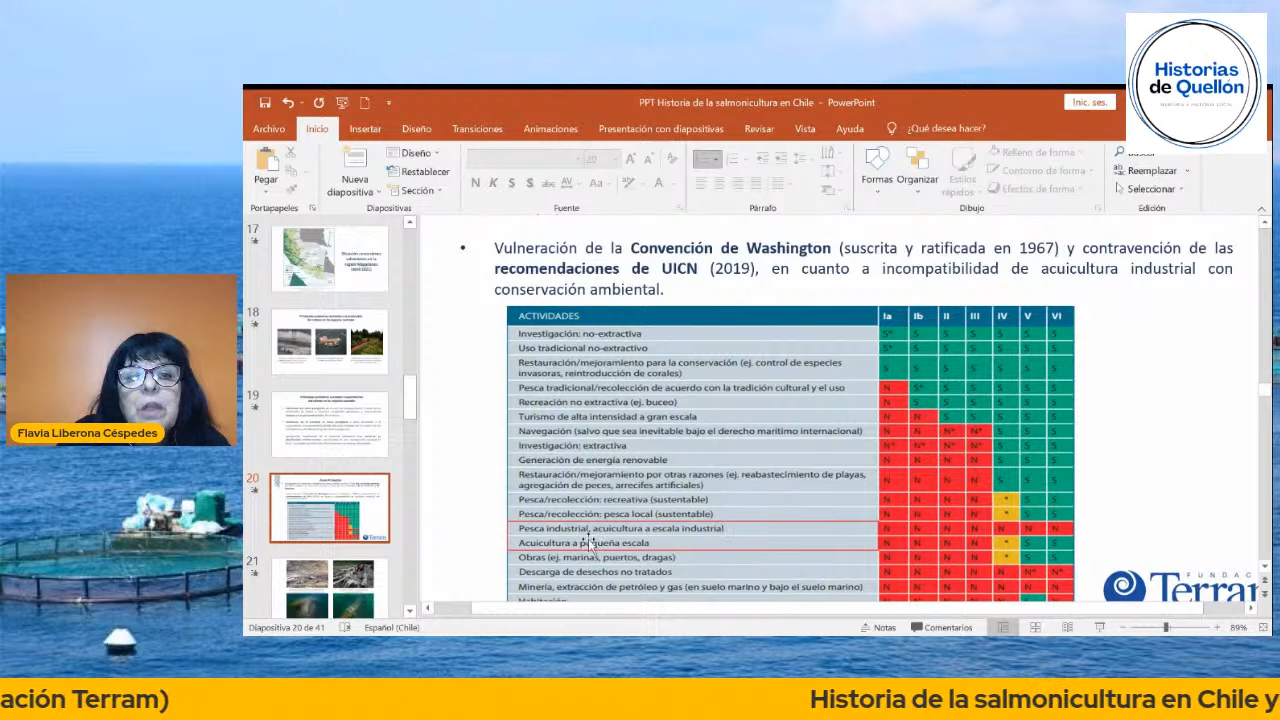 Historias
de Quellón
PPT Historia de la salmonicultura en Chile – PowerPoint
Inic. ses.
Archivo Inicio Insertar Diseño Transiciones Animaciones Presentación con diapositivas Revisar Vista Ayuda ¿Qué desea hacer?
Pegar
Nueva
diapositiva
Diseño
Restablecer
Sección
20
N K S S abc AV Aa A
Formas Organizar Estilos
rápidos
Relleno de forma
Contorno de forma
Efectos de forma
Reemplazar
Seleccionar
Portapapeles Diapositivas Fuente Párrafo Dibujo Edición
17
18
19
20
21
• Vulneración de la Convención de Washington (suscrita y ratificada en 1967) y contravención de las
recomendaciones de UICN (2019), en cuanto a incompatibilidad de acuicultura industrial con
conservación ambiental.
ACTIVIDADES Ia Ib II III IV V VI
Investigación: no-extractiva S* S S S S S S
Uso tradicional no-extractivo S* S S S S S S
Restauración/mejoramiento para la conservación (ej. control de especies
invasoras, reintroducción de corales) S S S S S S S
Pesca tradicional/recolección de acuerdo con la tradición cultural y el uso N S* S S S S S
Recreación no extractiva (ej. buceo) N S S S S S S
Turismo de alta intensidad a gran escala N N S S S S S
Navegación (salvo que sea inevitable bajo el derecho marítimo internacional) N N N* N* S S S
Investigación: extractiva N* N* N* N* S S S
Generación de energía renovable N N N N S S S
Restauración/mejoramiento por otras razones (ej. reabastecimiento de playas,
agregación de peces, arrecifes artificiales) N N N N S S S
Pesca/recolección: recreativa (sustentable) N N N N * S S
Pesca/recolección: pesca local (sustentable) N N N N * S S
Pesca industrial, acuicultura a escala industrial N N N N N N N
Acuicultura a pequeña escala N N N N * S S
Obras (ej. marinas, puertos, dragas) N N N N * S S
Descarga de desechos no tratados N N N N N N* N*
Minería, extracción de petróleo y gas (en suelo marino y bajo el suelo marino) N N N N N N N
FUNDAC
Terram
Flavia Liberona Céspedes
Diapositiva 20 de 41 Español (Chile) Notas Comentarios 89%
ación Terram) Historia de la salmonicultura en Chile y